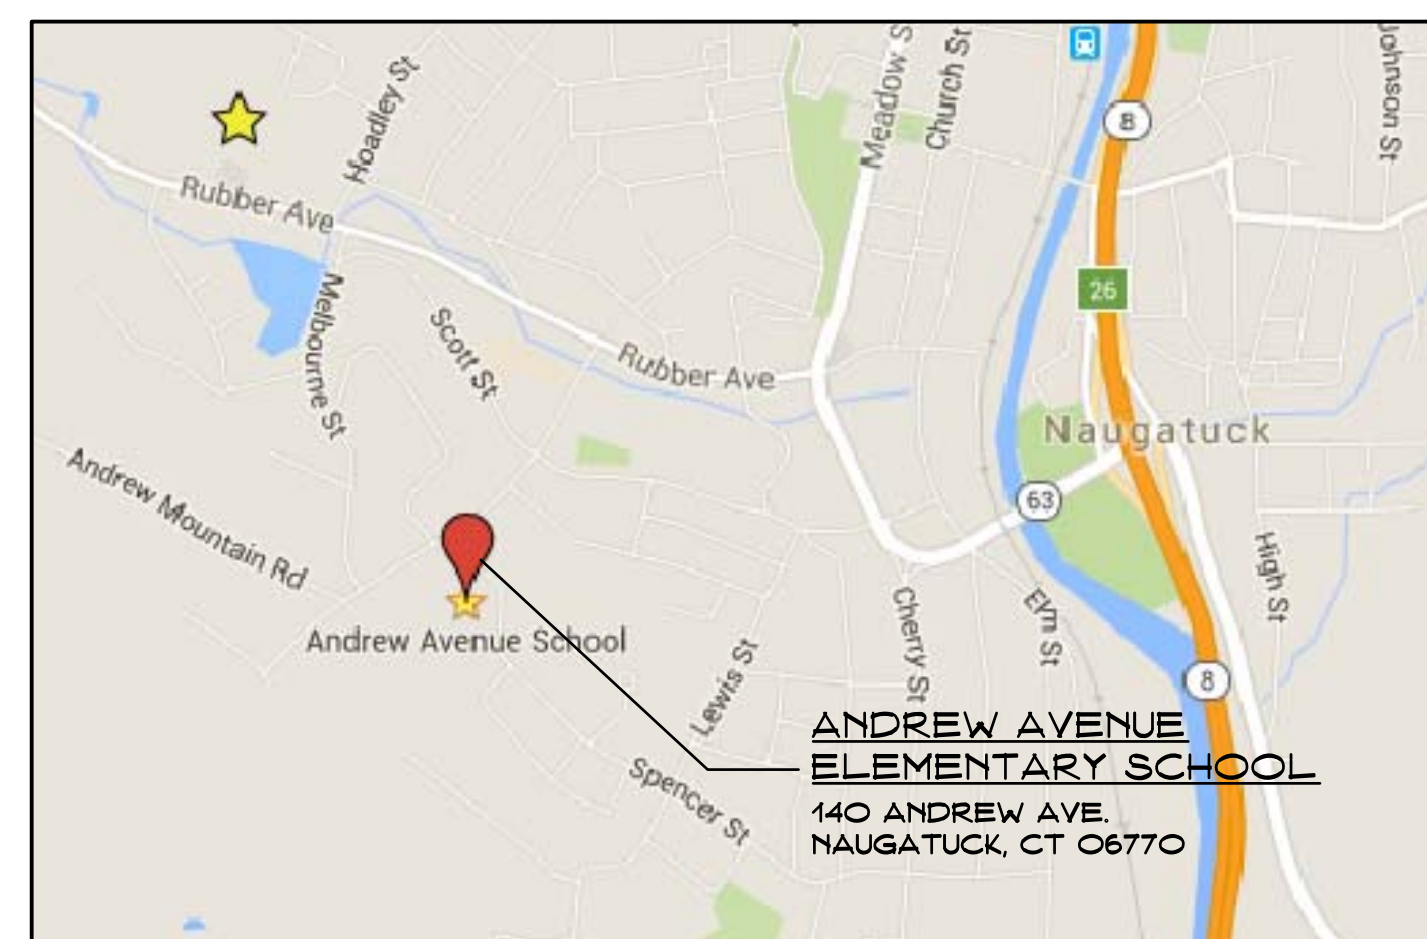 Meadow S
Church St
Johnson St
Hoadley St
8
Rubber Ave
26
Melbourne St
Scott St
Rubber Ave
Naugatuck
Andrew Mountain Rd
63
High St
Andrew Avenue School
Cherry St
Elm St
Lewis St
8
ANDREW AVENUE
ELEMENTARY SCHOOL
Spencer St
140 ANDREW AVE.
NAUGATUCK, CT 06770